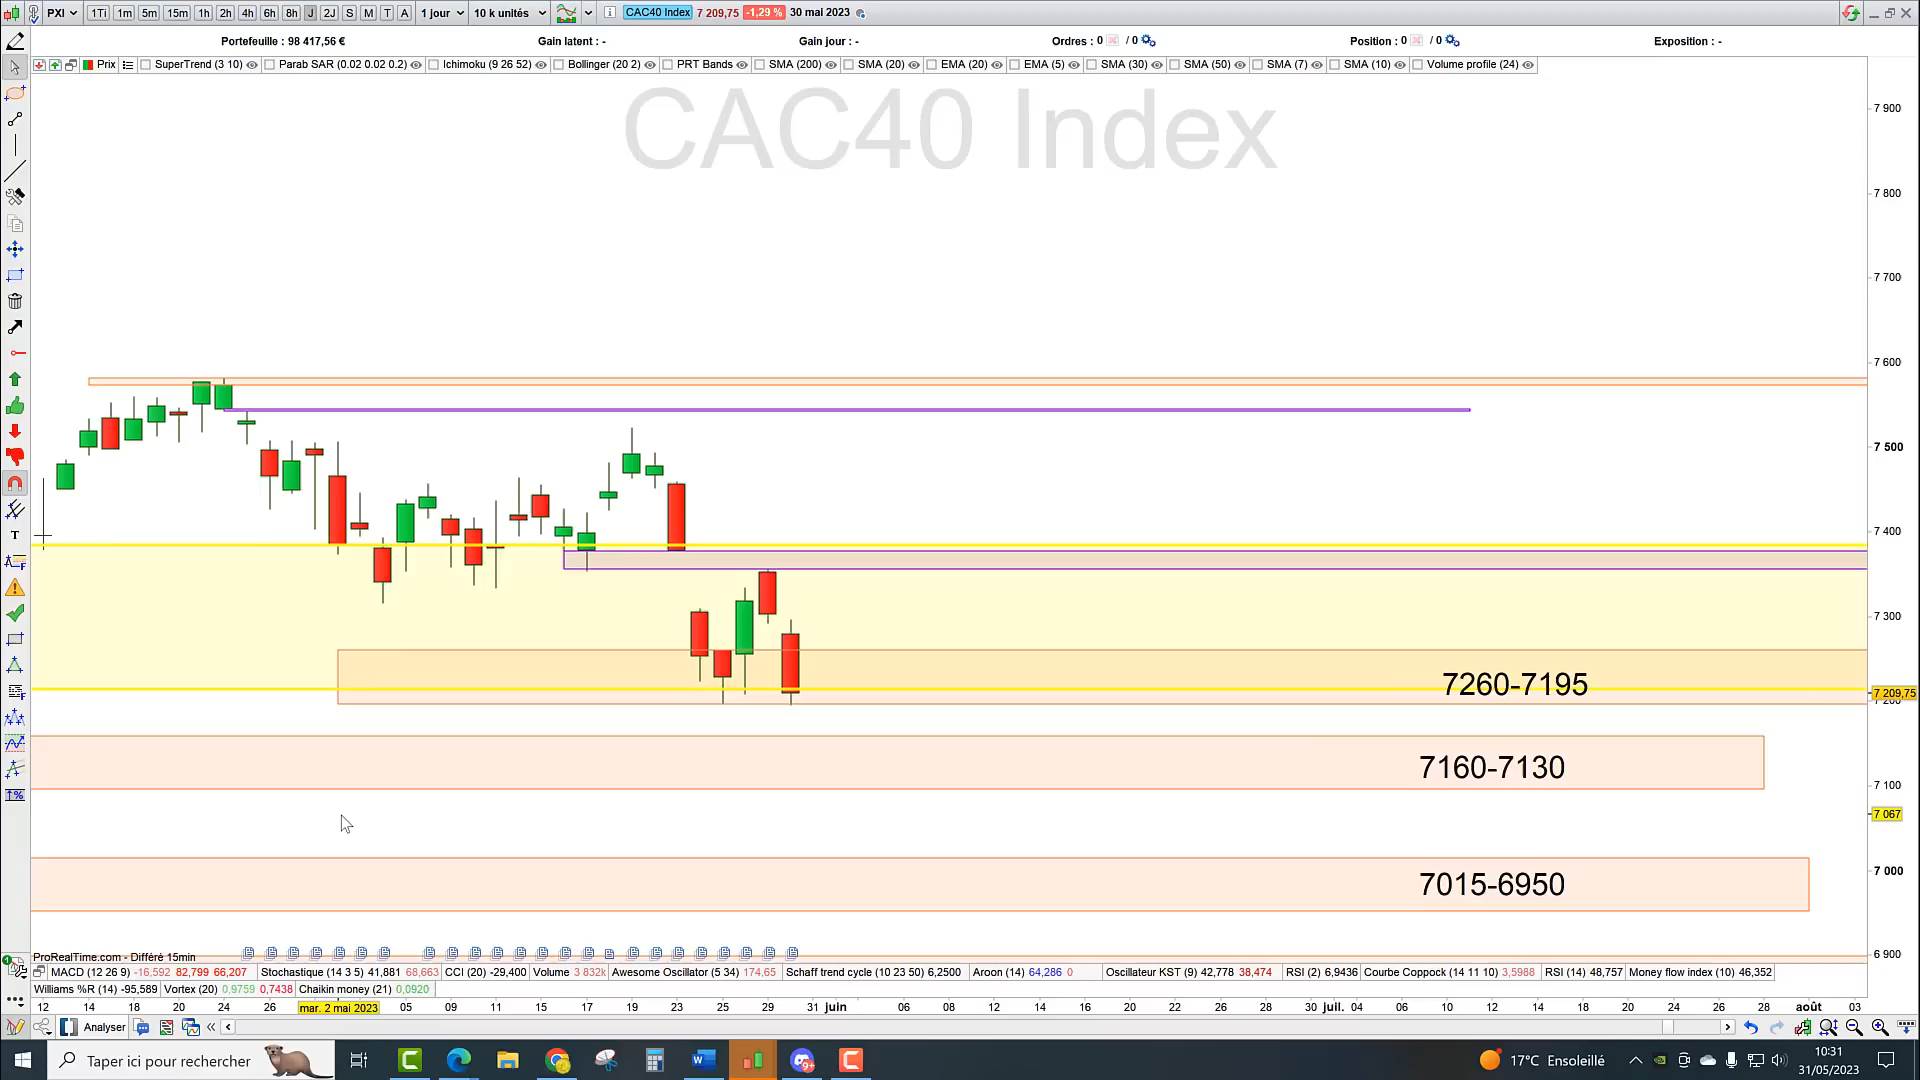 PXI 1Ti 1m 5m 15m 1h 2h 4h 6h 8h J 2J S M T A 1 jour 10 k unités CAC40 Index 7 209,75 -1,29 % 30 mai 2023
Portefeuille : 98 417,56 € Gain latent : - Gain jour : - Ordres : 0 / 0 Position : 0 / 0 Exposition : -
Prix SuperTrend (3 10) Parab SAR (0.02 0.02 0.2) Ichimoku (9 26 52) Bollinger (20 2) PRT Bands SMA (200) SMA (20) EMA (20) EMA (5) SMA (30) SMA (50) SMA (7) SMA (10) Volume profile (24)
CAC40 Index
7 900
7 800
7 700
7 600
7 500
7 400
7 300
7260-7195
7 209,75
7160-7130
7 100
7 067
7 000
7015-6950
6 900
ProRealTime.com - Différé 15min
MACD (12 26 9) -16,592 82,799 66,207 Stochastique (14 3 5) 41,881 68,663 CCI (20) -29,400 Volume 3 832k Awesome Oscillator (5 34) 174,65 Schaff trend cycle (10 23 50) 6,2500 Aroon (14) 64,286 0 Oscillateur KST (9) 42,778 38,474 RSI (2) 6,9436 Courbe Coppock (14 11 10) 3,5988 RSI (14) 48,757 Money flow index (10) 46,352
Williams %R (14) -95,589 Vortex (20) 0,9759 0,7438 Chaikin money (21) 0,0920
12 14 18 20 24 26 mar. 2 mai 2023 05 09 11 15 17 19 23 25 29 31 juin 06 08 12 14 16 20 22 26 28 30 juil. 04 06 10 12 14 18 20 24 26 28 août 03
Analyser
Taper ici pour rechercher
17°C Ensoleillé
10:31
31/05/2023